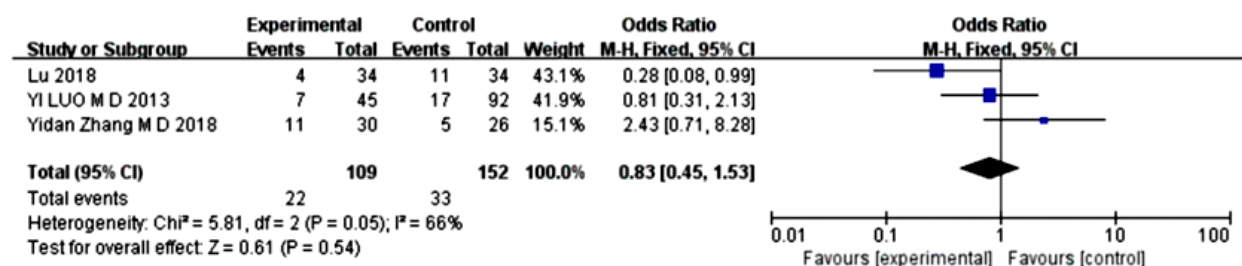 Experimental Control Odds Ratio Odds Ratio
Study or Subgroup Events Total Events Total Weight M-H, Fixed, 95% CI M-H, Fixed, 95% CI
Lu 2018 4 34 11 34 43.1% 0.28 [0.08, 0.99]
YI LUO M D 2013 7 45 17 92 41.9% 0.81 [0.31, 2.13]
Yidan Zhang M D 2018 11 30 5 26 15.1% 2.43 [0.71, 8.28]
Total (95% CI) 109 152 100.0% 0.83 [0.45, 1.53]
Total events 22 33
Heterogeneity: Chi² = 5.81, df = 2 (P = 0.05); I² = 66%
Test for overall effect: Z = 0.61 (P = 0.54)
0.01 0.1 1 10 100
Favours [experimental] Favours [control]